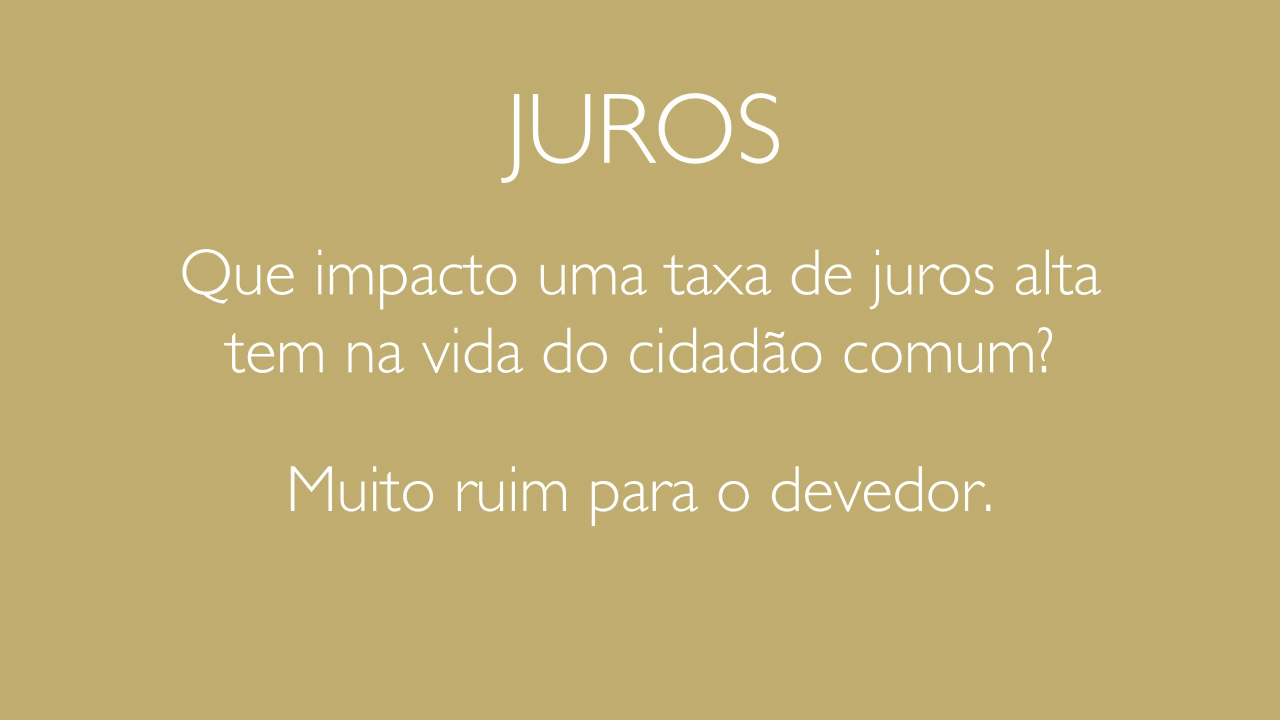 JUROS
Que impacto uma taxa de juros alta
tem na vida do cidadão comum?
Muito ruim para o devedor.